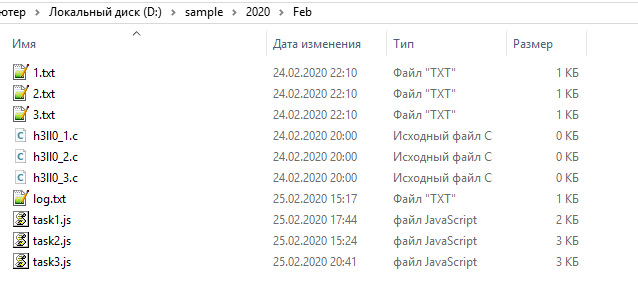 ютер > Локальный диск (D:) > sample > 2020 > Feb
Имя Дата изменения Тип Размер
1.txt 24.02.2020 22:10 Файл "TXT" 1 КБ
2.txt 24.02.2020 22:10 Файл "TXT" 1 КБ
3.txt 24.02.2020 22:10 Файл "TXT" 1 КБ
h3ll0_1.c 24.02.2020 20:00 Исходный файл C 0 КБ
h3ll0_2.c 24.02.2020 20:00 Исходный файл C 0 КБ
h3ll0_3.c 24.02.2020 20:00 Исходный файл C 0 КБ
log.txt 25.02.2020 15:17 Файл "TXT" 1 КБ
task1.js 25.02.2020 17:44 файл JavaScript 2 КБ
task2.js 25.02.2020 15:24 файл JavaScript 3 КБ
task3.js 25.02.2020 20:41 файл JavaScript 3 КБ